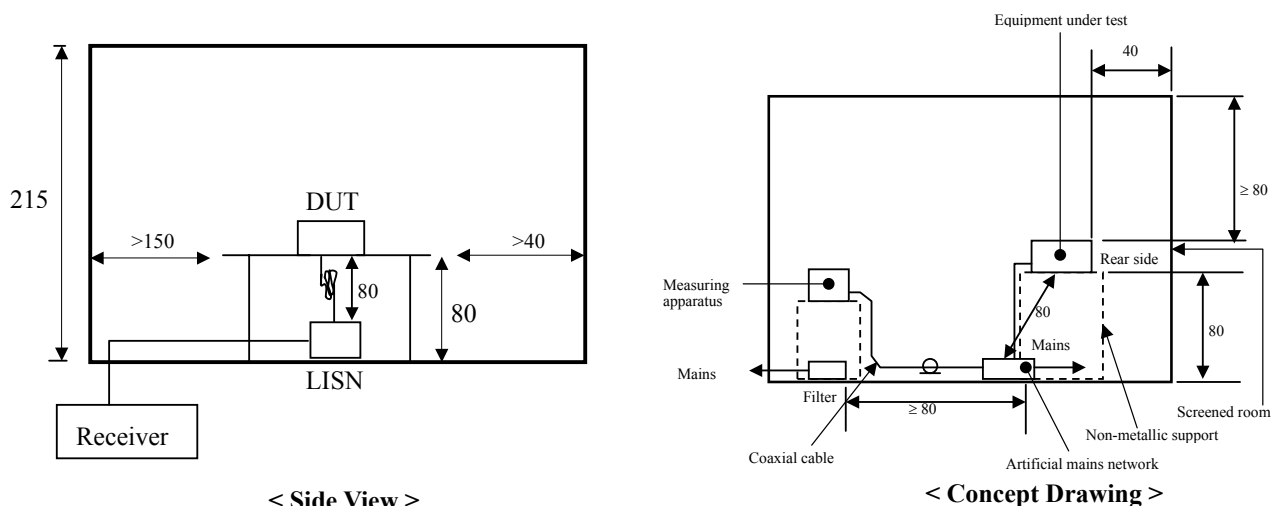 215
DUT
>150
>40
80
80
LISN
Receiver
< Side View >
Equipment under test
40
≥ 80
Rear side
Measuring
apparatus
80
80
Mains
Mains
Filter
≥ 80
Screened room
Non-metallic support
Coaxial cable
Artificial mains network
< Concept Drawing >